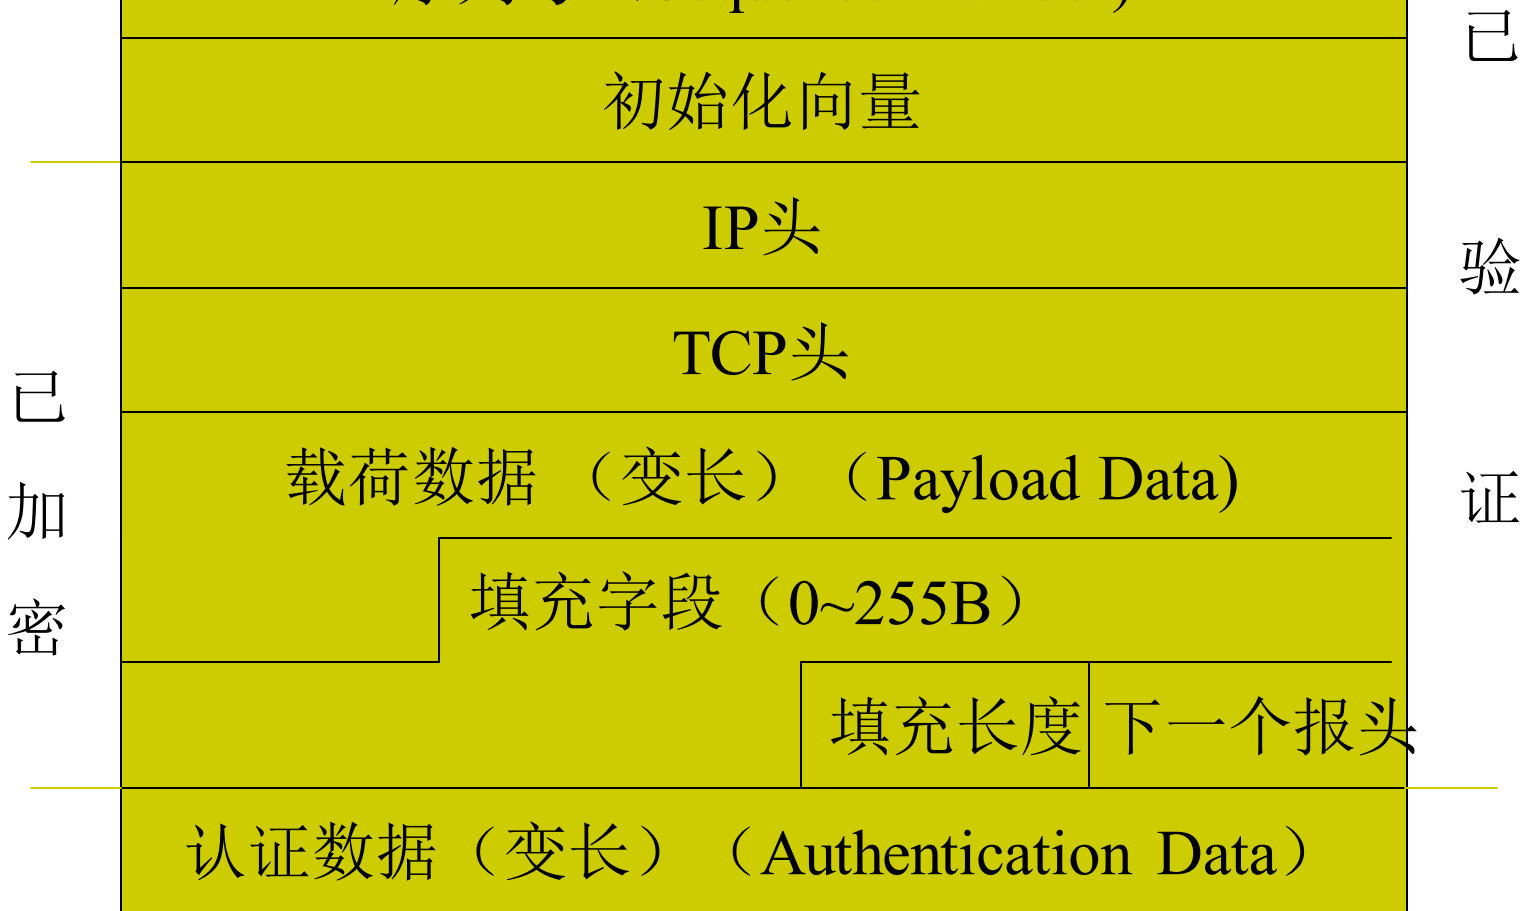 已
初始化向量
IP头
验
TCP头
已
载荷数据 （变长）（Payload Data)
加
证
填充字段（0~255B）
密
填充长度
下一个报头
认证数据（变长）（Authentication Data）